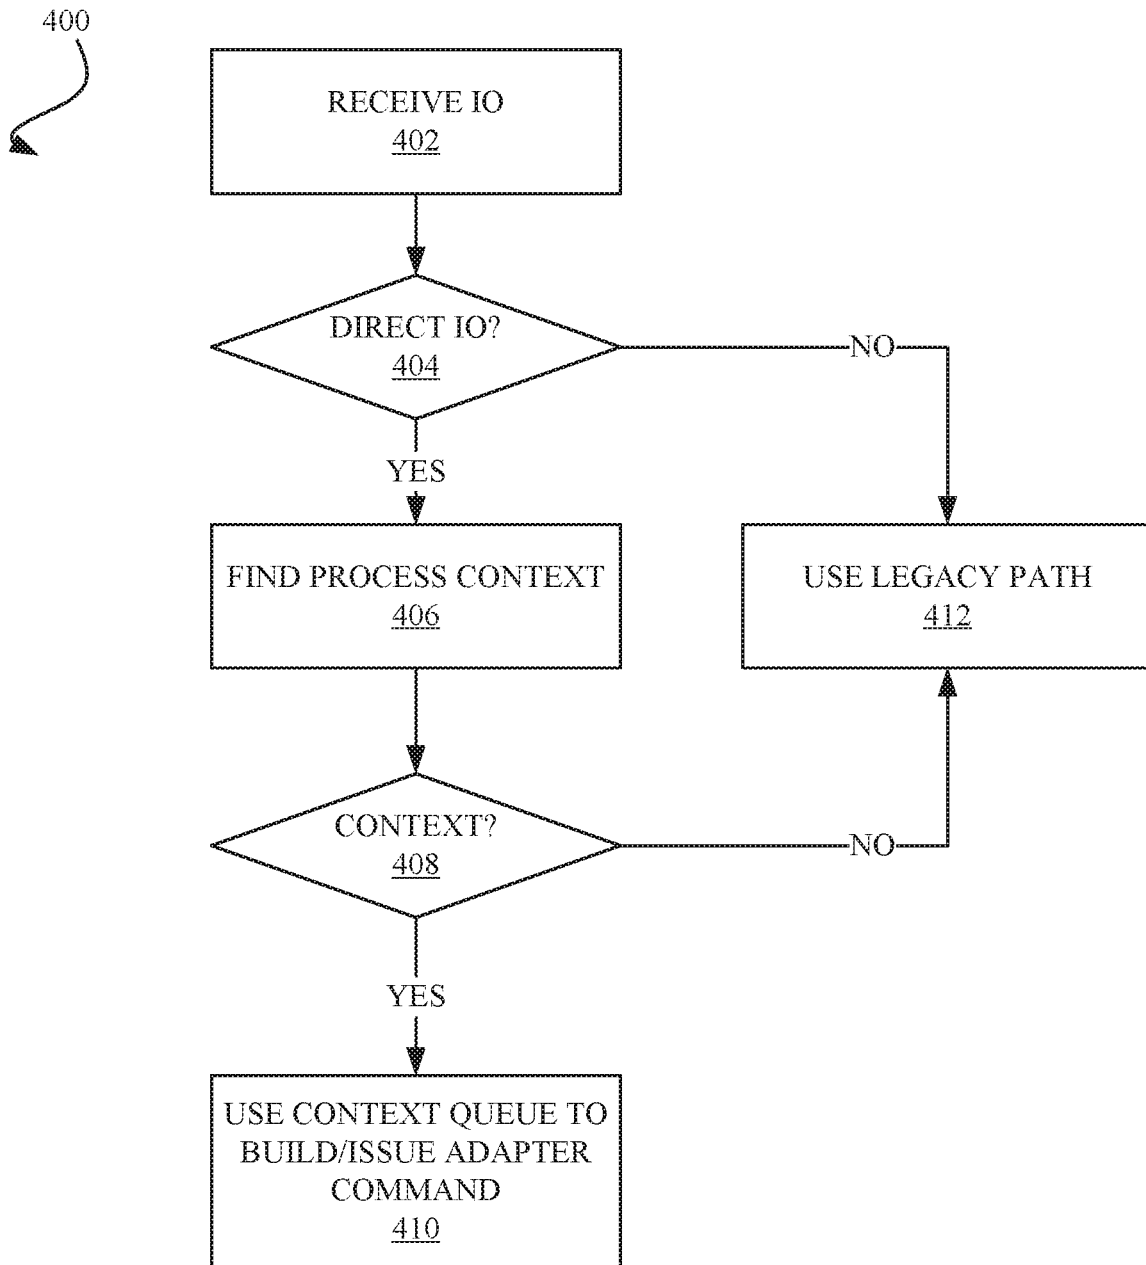 400
RECEIVE IO
402
DIRECT IO?
404
NO
YES
FIND PROCESS CONTEXT
406
USE LEGACY PATH
412
CONTEXT?
408
NO
YES
USE CONTEXT QUEUE TO
BUILD/ISSUE ADAPTER
COMMAND
410